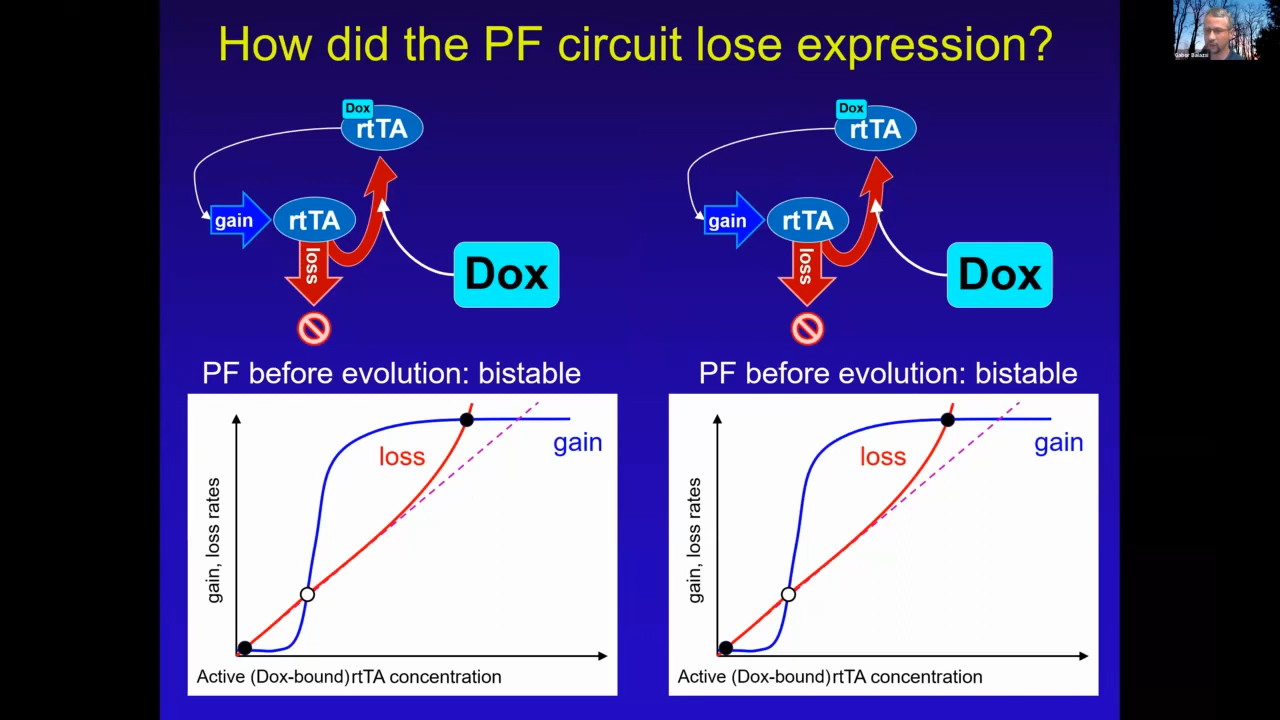 How did the PF circuit lose expression?
Gabor Balazsi
Dox
rtTA
gain
rtTA
loss
Dox
PF before evolution: bistable
gain, loss rates
loss
gain
Active (Dox-bound) rtTA concentration
Dox
rtTA
gain
rtTA
loss
Dox
PF before evolution: bistable
gain, loss rates
loss
gain
Active (Dox-bound) rtTA concentration